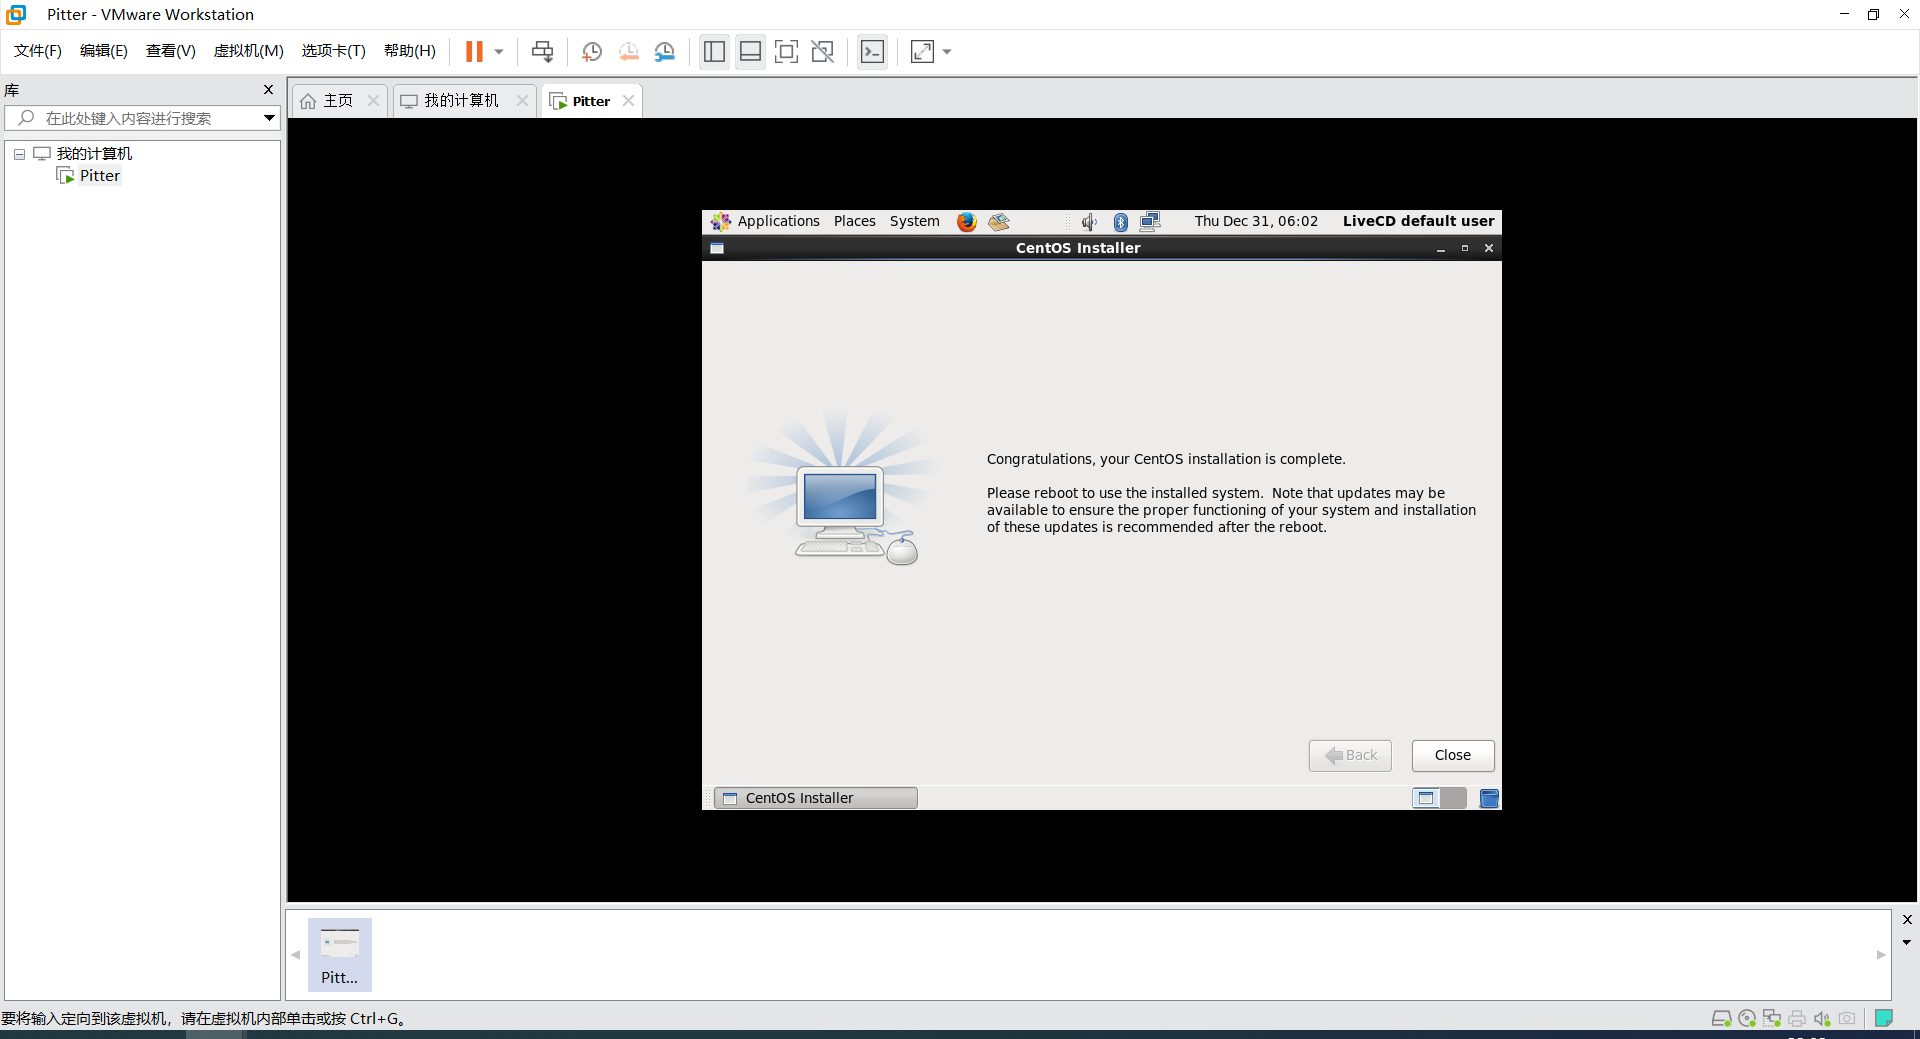 Pitter - VMware Workstation
文件(F) 编辑(E) 查看(V) 虚拟机(M) 选项卡(T) 帮助(H)
库
在此处键入内容进行搜索
我的计算机
Pitter
主页 我的计算机 Pitter
Applications Places System Thu Dec 31, 06:02 LiveCD default user
CentOS Installer
Congratulations, your CentOS installation is complete.
Please reboot to use the installed system.  Note that updates may be
available to ensure the proper functioning of your system and installation
of these updates is recommended after the reboot.
Back Close
CentOS Installer
Pitt...
要将输入定向到该虚拟机，请在虚拟机内部单击或按 Ctrl+G。